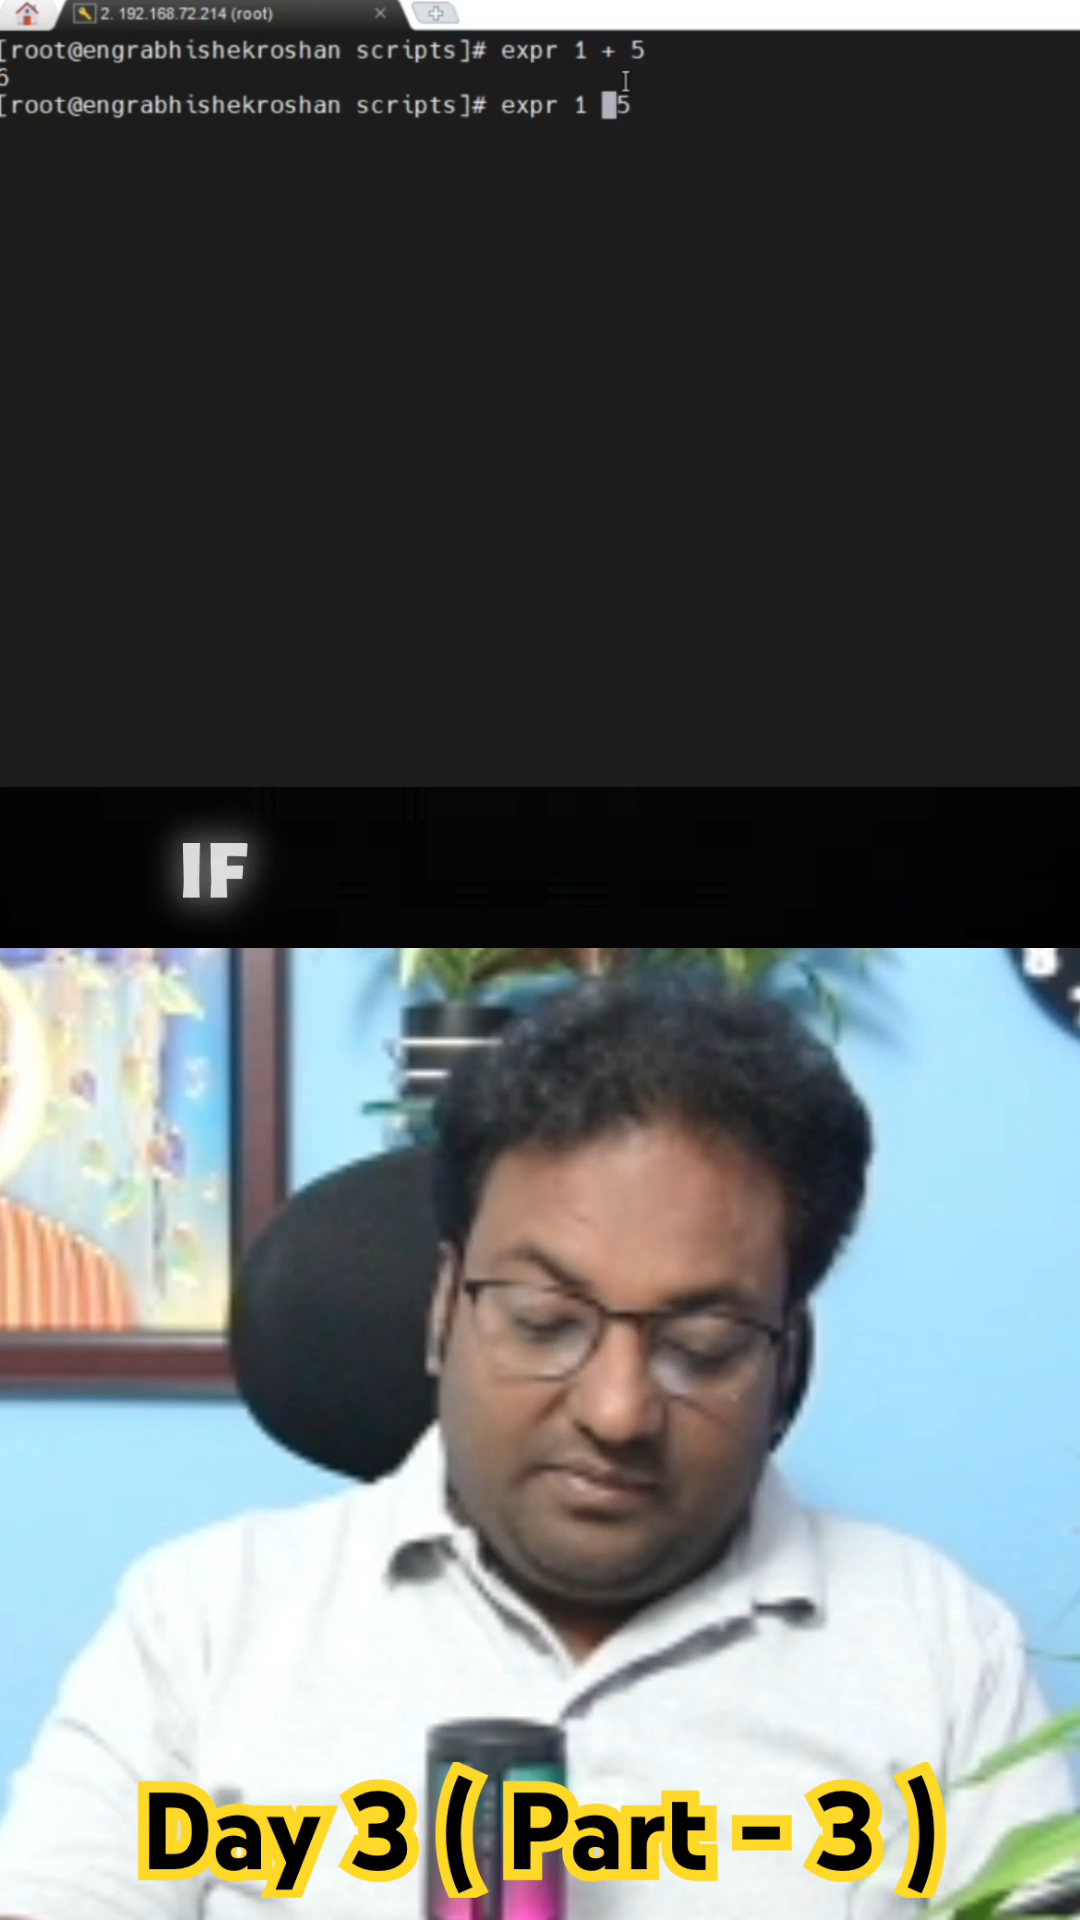 2. 192.168.72.214 (root)
[root@engrabhishekroshan scripts]# expr 1 + 5
6
[root@engrabhishekroshan scripts]# expr 1 5
IF
Day 3 ( Part - 3 )